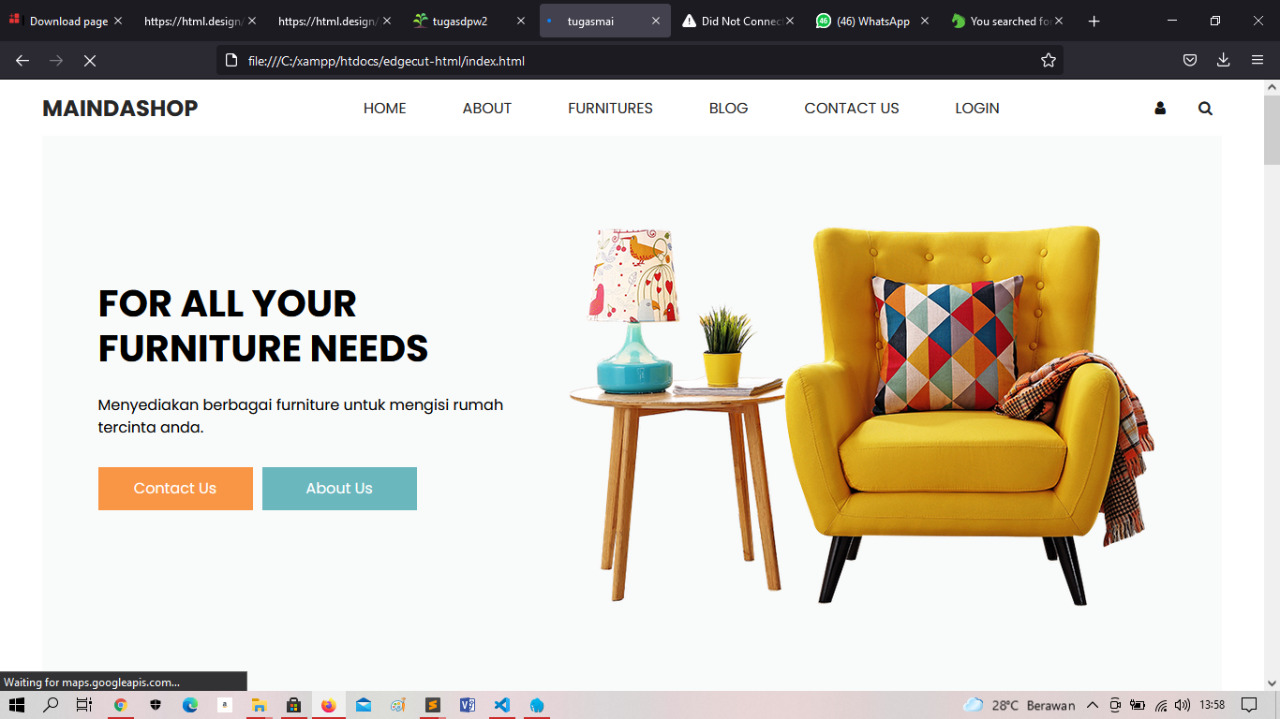 Download page
https://html.design/
https://html.design/
tugasdpw2
tugasmai
Did Not Connec
(46) WhatsApp
You searched fo
file:///C:/xampp/htdocs/edgecut-html/index.html
MAINDASHOP
HOME
ABOUT
FURNITURES
BLOG
CONTACT US
LOGIN
FOR ALL YOUR
FURNITURE NEEDS
Menyediakan berbagai furniture untuk mengisi rumah
tercinta anda.
Contact Us
About Us
Waiting for maps.googleapis.com...
28°C Berawan
13:58